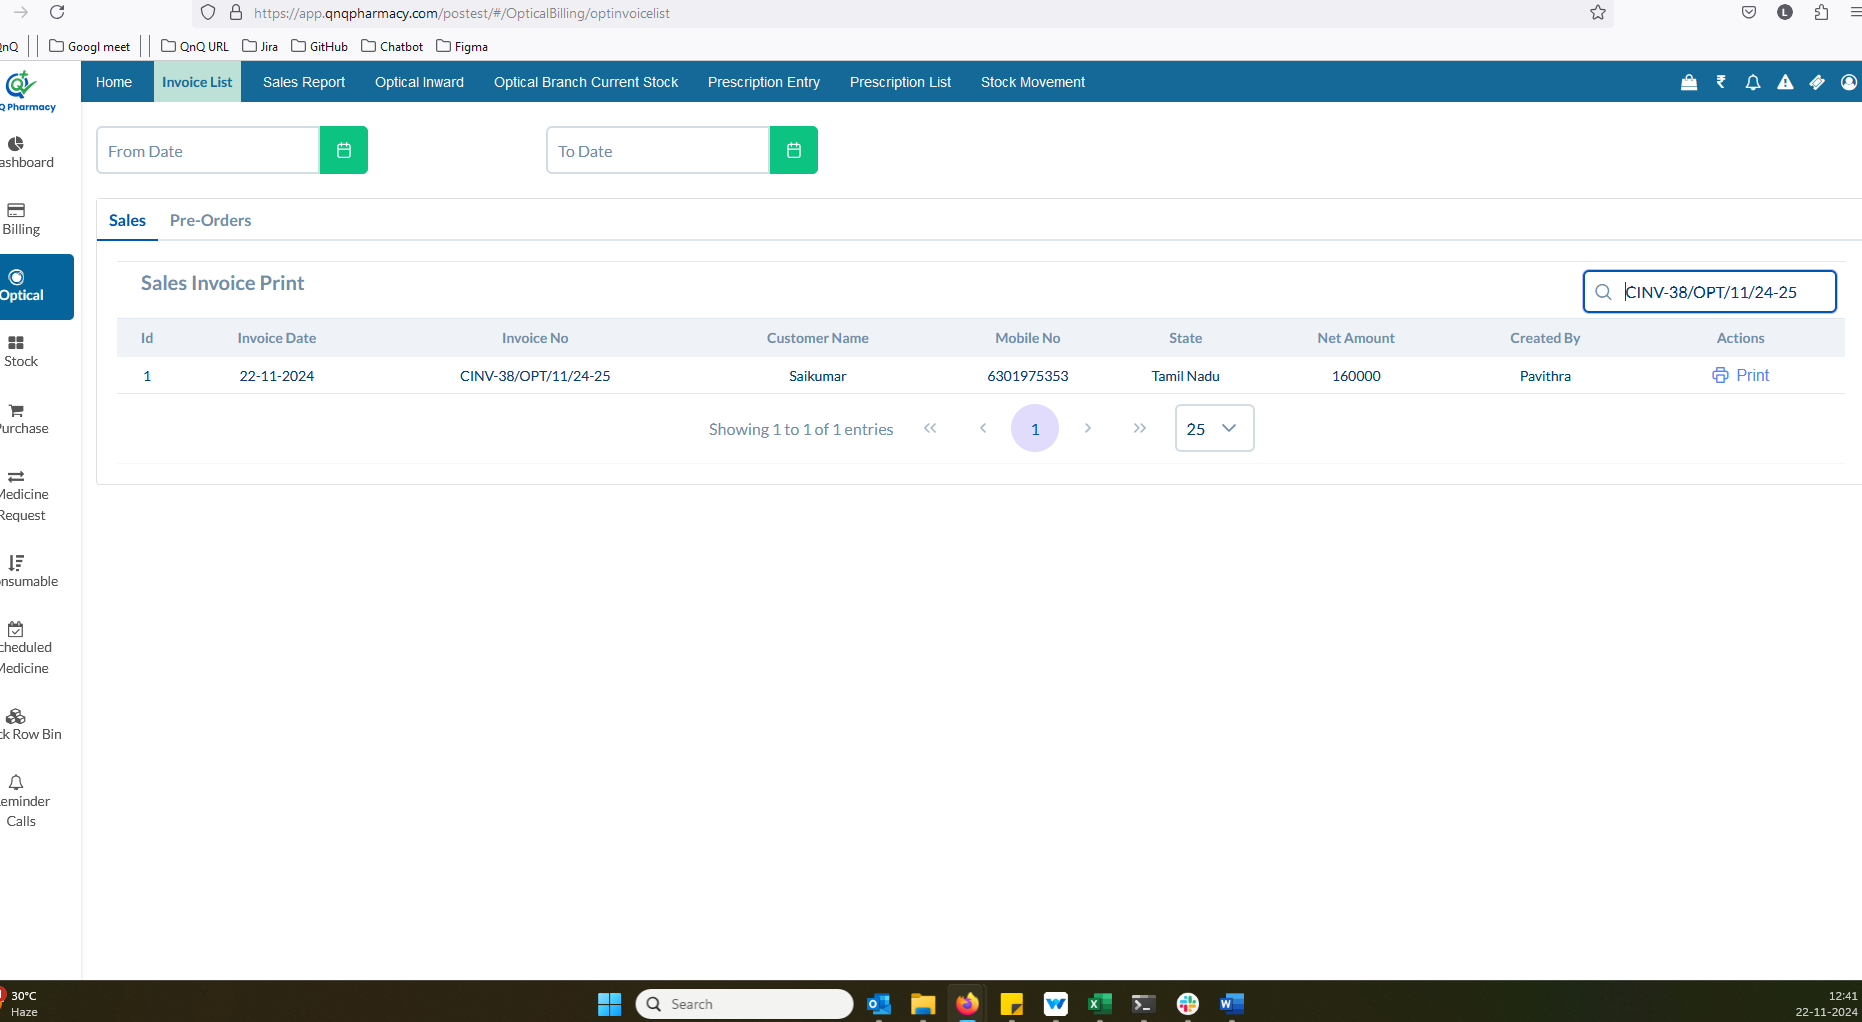 https://app.qnqpharmacy.com/postest/#/OpticalBilling/optinvoicelist
L
Googl meet QnQ URL Jira GitHub Chatbot Figma
Home Invoice List Sales Report Optical Inward Optical Branch Current Stock Prescription Entry Prescription List Stock Movement
Q Pharmacy
ashboard
Billing
Optical
Stock
urchase
Medicine
Request
nsumable
cheduled
Medicine
ck Row Bin
eminder
Calls
From Date To Date
Sales Pre-Orders
Sales Invoice Print CINV-38/OPT/11/24-25
Id Invoice Date Invoice No Customer Name Mobile No State Net Amount Created By Actions
1 22-11-2024 CINV-38/OPT/11/24-25 Saikumar 6301975353 Tamil Nadu 160000 Pavithra Print
Showing 1 to 1 of 1 entries 1 25
30°C
Haze
Search
12:41
22-11-2024